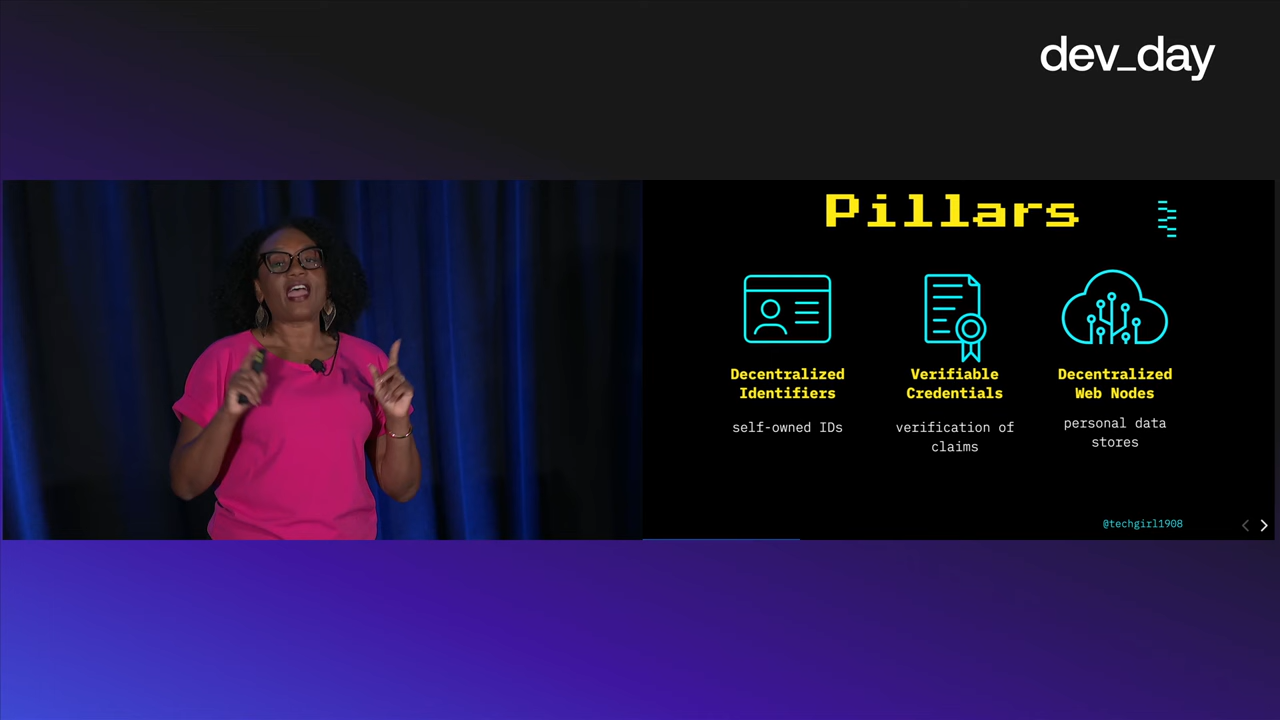 dev_day
Pillars
Decentralized
Identifiers
self-owned IDs
Verifiable
Credentials
verification of
claims
Decentralized
Web Nodes
personal data
stores
@techgirl1908